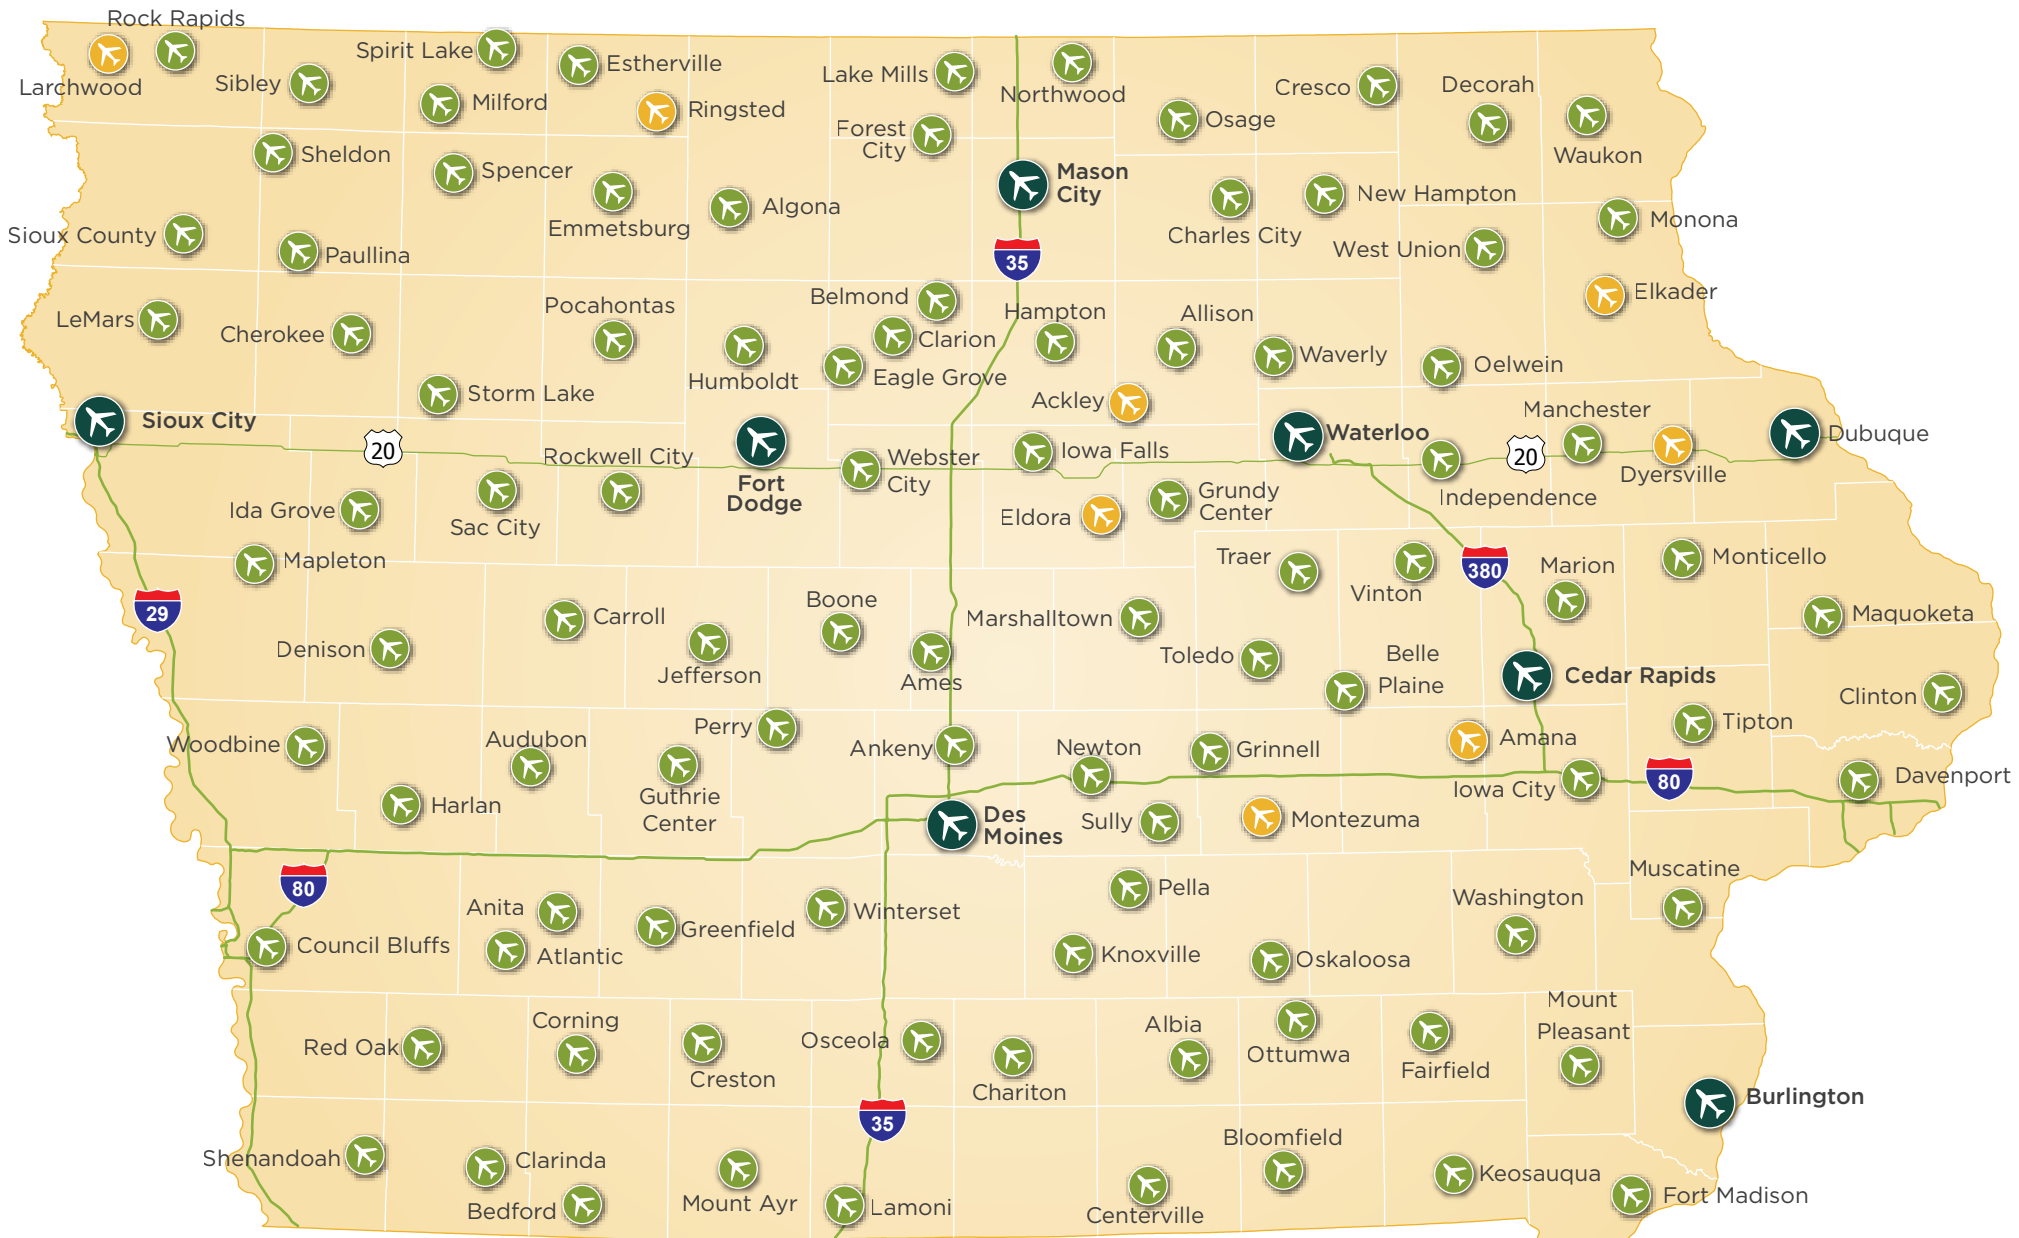 Rock Rapids
Larchwood
Sibley
Spirit Lake
Estherville
Milford
Ringsted
Lake Mills
Northwood
Cresco
Decorah
Osage
Forest
City
Waukon
Sheldon
Spencer
Mason
City
Emmetsburg
Algona
Charles City
New Hampton
Monona
Sioux County
Paullina
West Union
35
Elkader
LeMars
Cherokee
Pocahontas
Belmond
Clarion
Hampton
Allison
Waverly
Oelwein
Humboldt
Eagle Grove
Storm Lake
Ackley
Manchester
Sioux City
Waterloo
Dubuque
20
Rockwell City
Fort
Dodge
Webster
City
Iowa Falls
20
Dyersville
Independence
Ida Grove
Sac City
Eldora
Grundy
Center
Mapleton
Traer
Vinton
380
Marion
Monticello
29
Carroll
Boone
Marshalltown
Maquoketa
Denison
Jefferson
Ames
Toledo
Belle
Plaine
Cedar Rapids
Clinton
Woodbine
Audubon
Perry
Ankeny
Newton
Grinnell
Amana
Tipton
Harlan
Guthrie
Center
Iowa City
80
Davenport
Des
Moines
Sully
Montezuma
80
Muscatine
Anita
Greenfield
Winterset
Pella
Washington
Council Bluffs
Atlantic
Knoxville
Oskaloosa
Red Oak
Corning
Creston
Osceola
Chariton
Albia
Ottumwa
Fairfield
Mount
Pleasant
Burlington
35
Shenandoah
Clarinda
Bedford
Mount Ayr
Lamoni
Centerville
Bloomfield
Keosauqua
Fort Madison